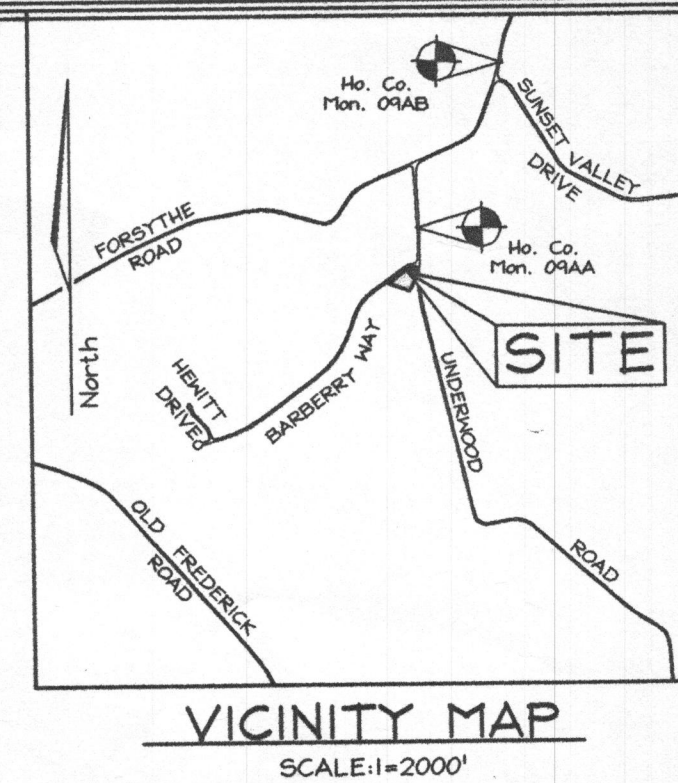 Ho. Co.
Mon. 09AB
SUNSET VALLEY
DRIVE
FORSYTHE
ROAD
Ho. Co.
Mon. 09AA
SITE
North
HEWITT
DRIVE
BARBERRY WAY
UNDERWOOD
ROAD
OLD FREDERICK
ROAD
VICINITY MAP
SCALE:1=2000'